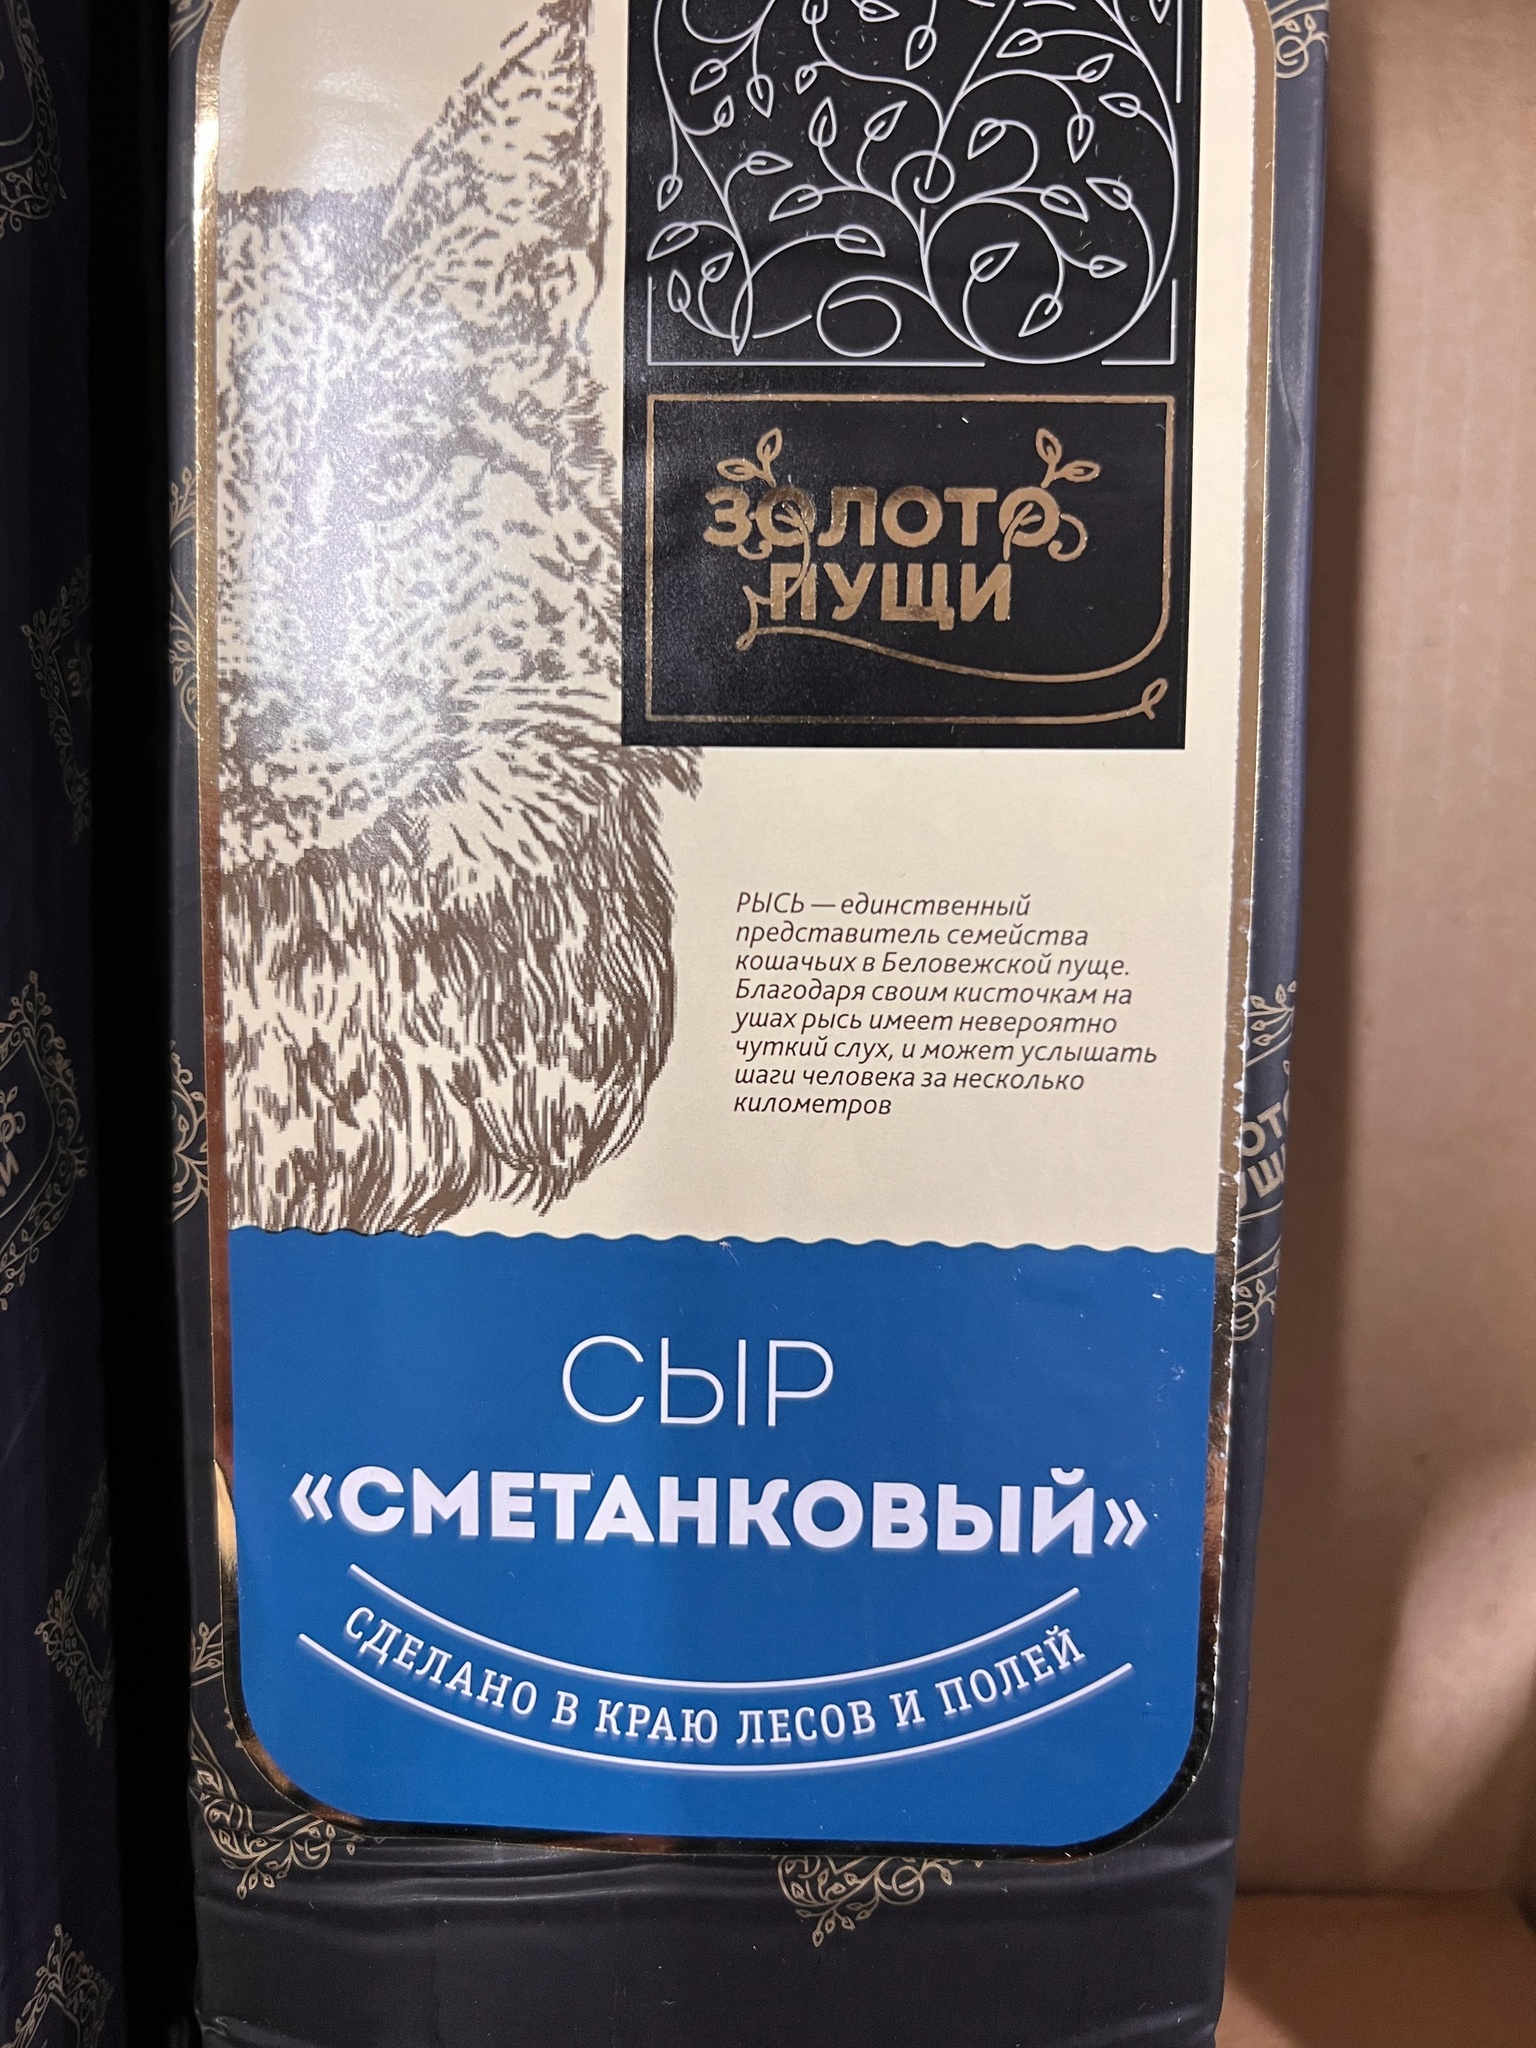 ЗОЛОТО
ПУЩИ
РЫСЬ — единственный
представитель семейства
кошачьих в Беловежской пуще.
Благодаря своим кисточкам на
ушах рысь имеет невероятно
чуткий слух, и может услышать
шаги человека за несколько
километров
СЫР
«СМЕТАНКОВЫЙ»
СДЕЛАНО В КРАЮ ЛЕСОВ И ПОЛЕЙ